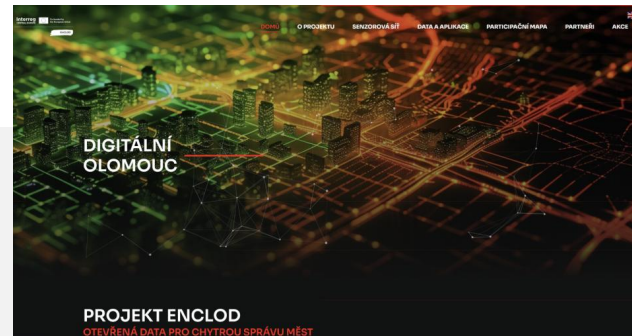 Interreg
DOMŮ
O PROJEKTU
SENZOROVÁ SÍŤ
DATA A APLIKACE
PARTICIPAČNÍ MAPA
PARTNEŘI
AKCE
DIGITÁLNÍ
OLOMOUC
PROJEKT ENCLOD
OTEVŘENÁ DATA PRO CHYTROU SPRÁVU MĚST